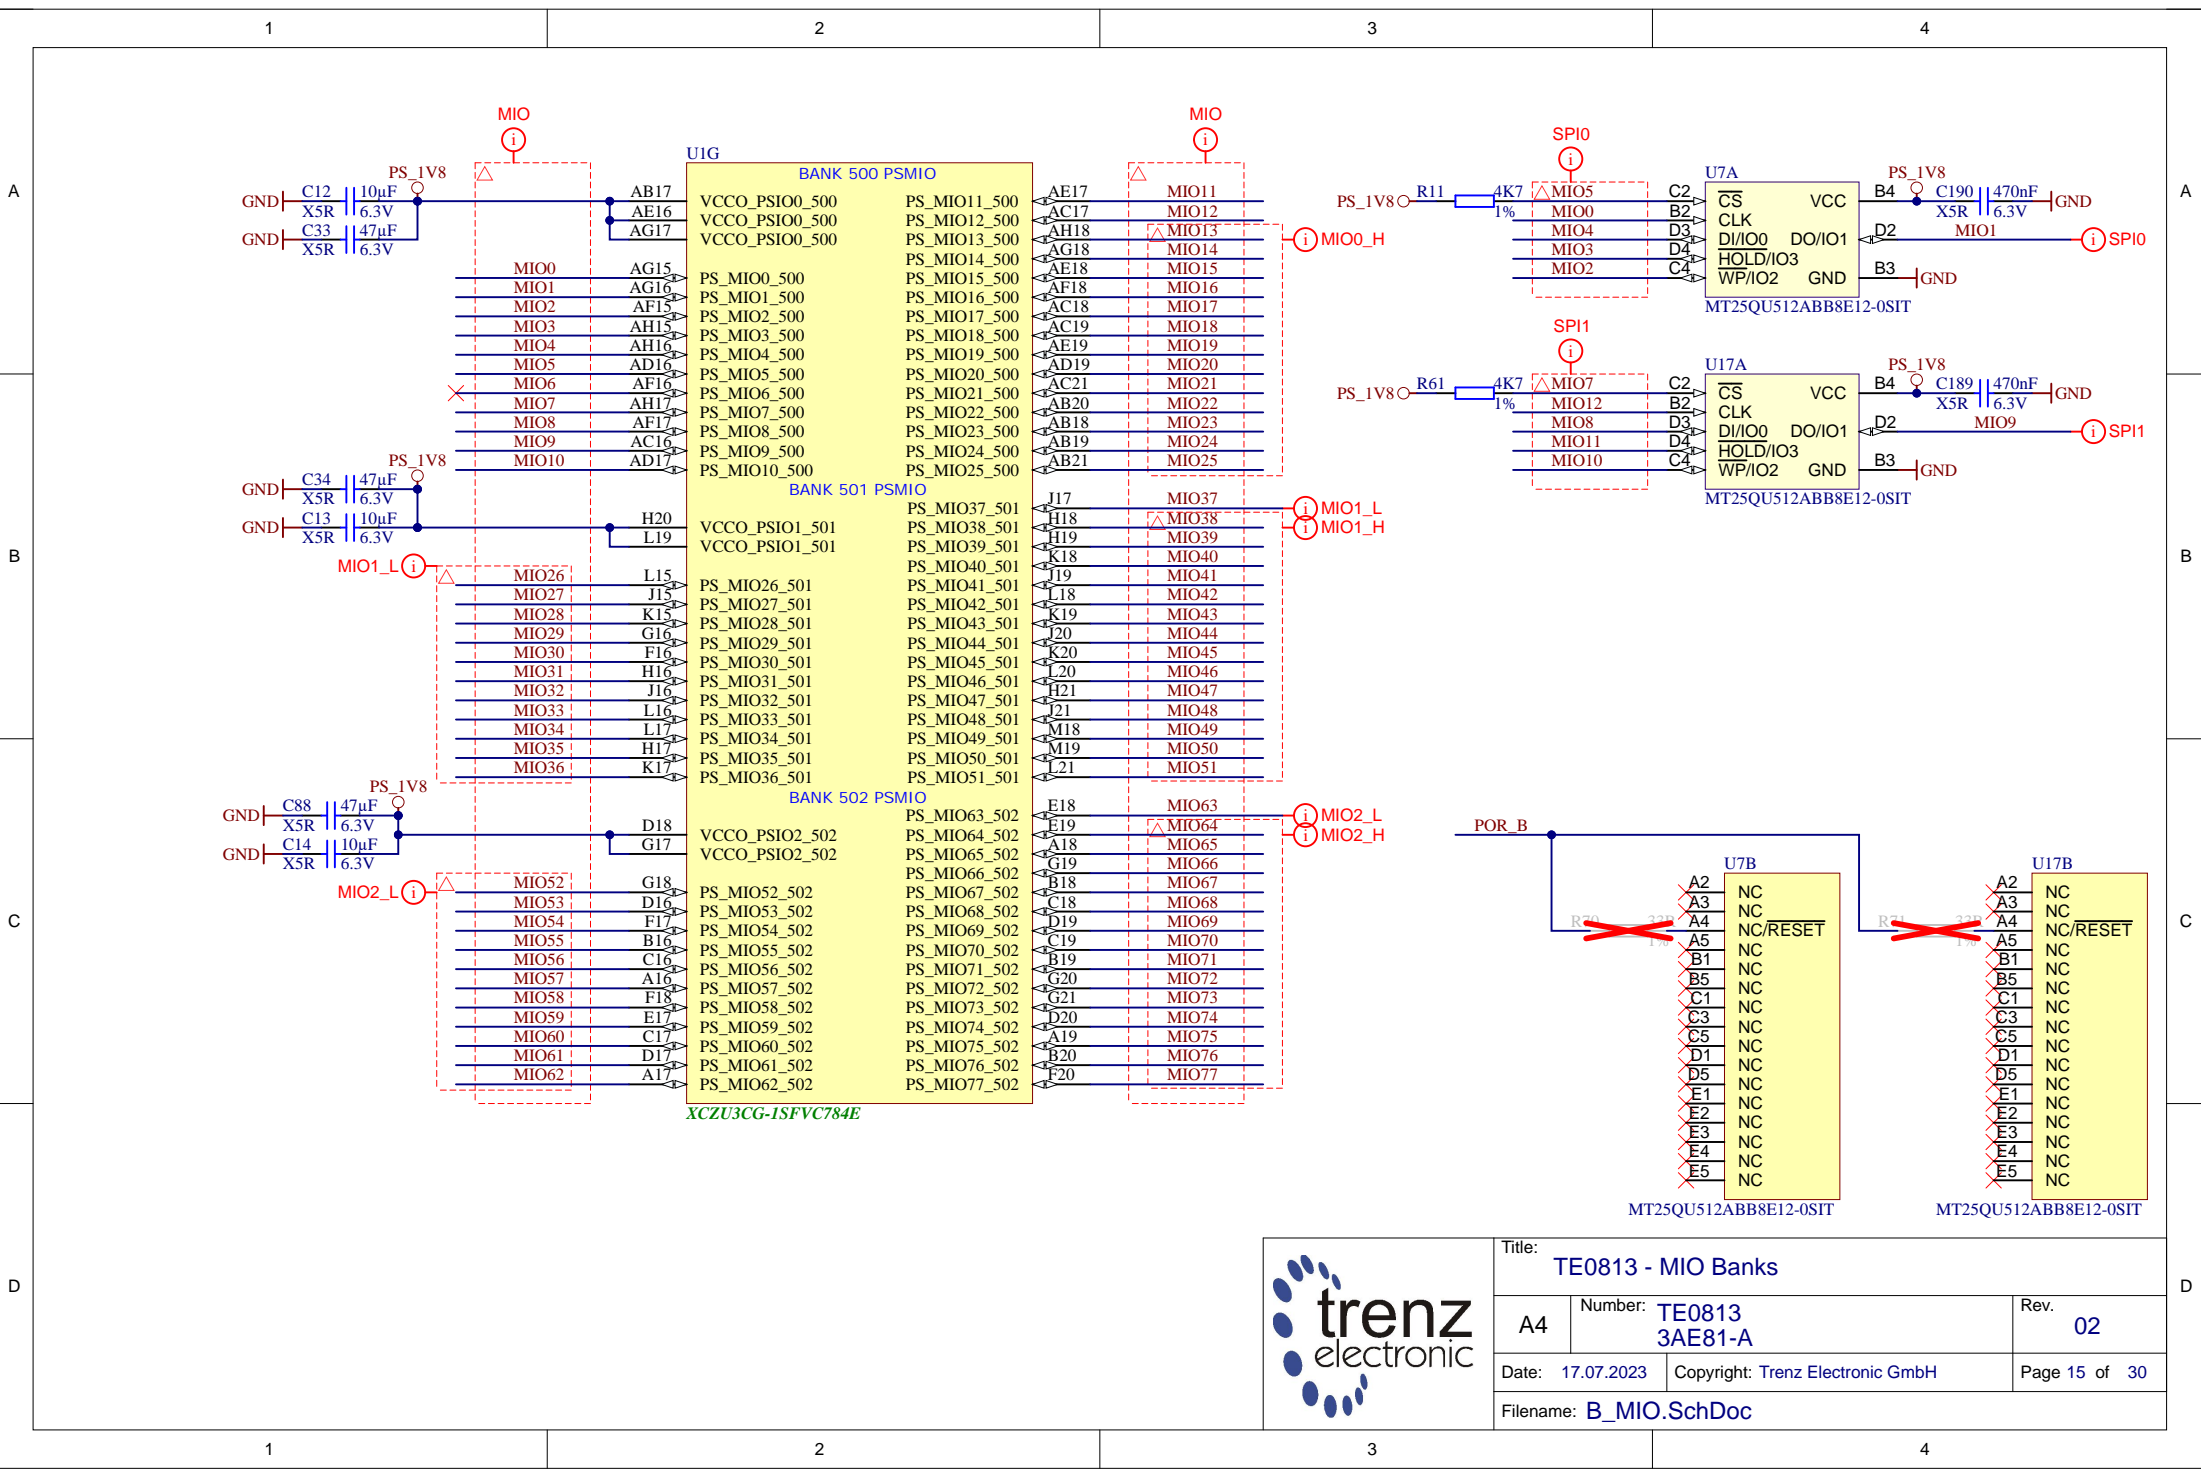 1 2 3 4
A A
B B
C C
D D
MIO
MIO
U1G
BANK 500 PSMIO
GND C12 10µF PS_1V8
X5R 6.3V
GND C33 47µF
X5R 6.3V
AB17 VCCO_PSIO0_500
AE16 VCCO_PSIO0_500
AG17 VCCO_PSIO0_500
MIO0 AG15 PS_MIO0_500
MIO1 AG16 PS_MIO1_500
MIO2 AF15 PS_MIO2_500
MIO3 AH15 PS_MIO3_500
MIO4 AH16 PS_MIO4_500
MIO5 AD16 PS_MIO5_500
MIO6 AF16 PS_MIO6_500
MIO7 AH17 PS_MIO7_500
MIO8 AF17 PS_MIO8_500
MIO9 AC16 PS_MIO9_500
MIO10 AD17 PS_MIO10_500
PS_MIO11_500 AE17 MIO11
PS_MIO12_500 AC17 MIO12
PS_MIO13_500 AH18 MIO13 MIO0_H
PS_MIO14_500 AG18 MIO14
PS_MIO15_500 AE18 MIO15
PS_MIO16_500 AF18 MIO16
PS_MIO17_500 AC18 MIO17
PS_MIO18_500 AC19 MIO18
PS_MIO19_500 AE19 MIO19
PS_MIO20_500 AD19 MIO20
PS_MIO21_500 AC21 MIO21
PS_MIO22_500 AB20 MIO22
PS_MIO23_500 AB18 MIO23
PS_MIO24_500 AB19 MIO24
PS_MIO25_500 AB21 MIO25
BANK 501 PSMIO
PS_1V8
GND C34 47µF
X5R 6.3V
GND C13 10µF
X5R 6.3V
H20 VCCO_PSIO1_501
L19 VCCO_PSIO1_501
MIO1_L
MIO26 L15 PS_MIO26_501
MIO27 J15 PS_MIO27_501
MIO28 K15 PS_MIO28_501
MIO29 G16 PS_MIO29_501
MIO30 F16 PS_MIO30_501
MIO31 H16 PS_MIO31_501
MIO32 J16 PS_MIO32_501
MIO33 L16 PS_MIO33_501
MIO34 L17 PS_MIO34_501
MIO35 H17 PS_MIO35_501
MIO36 K17 PS_MIO36_501
PS_MIO37_501 J17 MIO37 MIO1_L
PS_MIO38_501 H18 MIO38 MIO1_H
PS_MIO39_501 H19 MIO39
PS_MIO40_501 K18 MIO40
PS_MIO41_501 J19 MIO41
PS_MIO42_501 L18 MIO42
PS_MIO43_501 K19 MIO43
PS_MIO44_501 J20 MIO44
PS_MIO45_501 K20 MIO45
PS_MIO46_501 L20 MIO46
PS_MIO47_501 H21 MIO47
PS_MIO48_501 J21 MIO48
PS_MIO49_501 M18 MIO49
PS_MIO50_501 M19 MIO50
PS_MIO51_501 L21 MIO51
BANK 502 PSMIO
PS_1V8
GND C88 47µF
X5R 6.3V
GND C14 10µF
X5R 6.3V
D18 VCCO_PSIO2_502
G17 VCCO_PSIO2_502
MIO2_L
MIO52 G18 PS_MIO52_502
MIO53 D16 PS_MIO53_502
MIO54 F17 PS_MIO54_502
MIO55 B16 PS_MIO55_502
MIO56 C16 PS_MIO56_502
MIO57 A16 PS_MIO57_502
MIO58 F18 PS_MIO58_502
MIO59 E17 PS_MIO59_502
MIO60 C17 PS_MIO60_502
MIO61 D17 PS_MIO61_502
MIO62 A17 PS_MIO62_502
PS_MIO63_502 E18 MIO63 MIO2_L
PS_MIO64_502 E19 MIO64 MIO2_H
PS_MIO65_502 A18 MIO65
PS_MIO66_502 G19 MIO66
PS_MIO67_502 B18 MIO67
PS_MIO68_502 C18 MIO68
PS_MIO69_502 D19 MIO69
PS_MIO70_502 C19 MIO70
PS_MIO71_502 B19 MIO71
PS_MIO72_502 G20 MIO72
PS_MIO73_502 G21 MIO73
PS_MIO74_502 D20 MIO74
PS_MIO75_502 A19 MIO75
PS_MIO76_502 B20 MIO76
PS_MIO77_502 F20 MIO77
XCZU3CG-1SFVC784E
SPI0
U7A
PS_1V8 R11 4K7 1%
MIO5 C2 CS
MIO0 B2 CLK
MIO4 D3 DI/IO0
MIO3 D4 HOLD/IO3
MIO2 C4 WP/IO2
VCC B4 PS_1V8 C190 470nF GND
X5R 6.3V
DO/IO1 D2 MIO1 SPI0
GND B3 GND
MT25QU512ABB8E12-0SIT
SPI1
U17A
PS_1V8 R61 4K7 1%
MIO7 C2 CS
MIO12 B2 CLK
MIO8 D3 DI/IO0
MIO11 D4 HOLD/IO3
MIO10 C4 WP/IO2
VCC B4 PS_1V8 C189 470nF GND
X5R 6.3V
DO/IO1 D2 MIO9 SPI1
GND B3 GND
MT25QU512ABB8E12-0SIT
POR_B
U7B
A2 NC
A3 NC
A4 NC/RESET
A5 NC
B1 NC
B5 NC
C1 NC
C3 NC
C5 NC
D1 NC
D5 NC
E1 NC
E2 NC
E3 NC
E4 NC
E5 NC
MT25QU512ABB8E12-0SIT
U17B
A2 NC
A3 NC
A4 NC/RESET
A5 NC
B1 NC
B5 NC
C1 NC
C3 NC
C5 NC
D1 NC
D5 NC
E1 NC
E2 NC
E3 NC
E4 NC
E5 NC
MT25QU512ABB8E12-0SIT
trenz
electronic
Title:
TE0813 - MIO Banks
A4
Number: TE0813
3AE81-A
Rev.
02
Date: 17.07.2023
Copyright: Trenz Electronic GmbH
Page 15 of 30
Filename: B_MIO.SchDoc
1 2 3 4